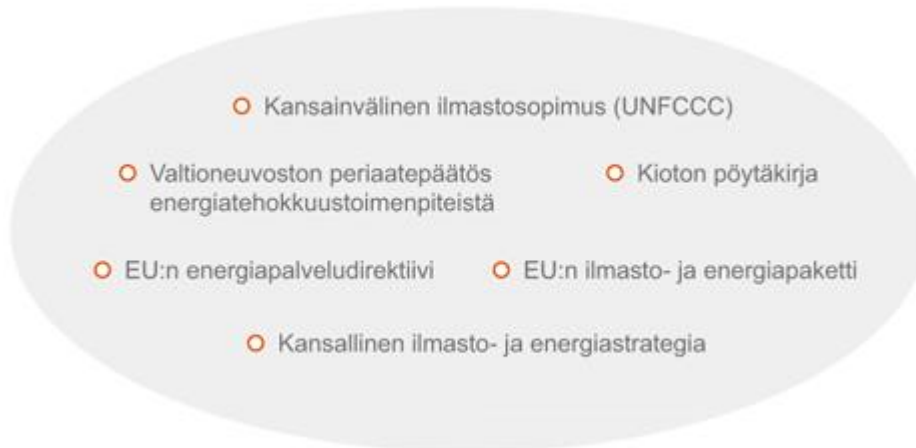 Kansainvälinen ilmastosopimus (UNFCCC)
Valtioneuvoston periaatepäätös
energiatehokkuustoimenpiteistä
Kioton pöytäkirja
EU:n energiapalveludirektiivi
EU:n ilmasto- ja energiapaketti
Kansallinen ilmasto- ja energiastrategia